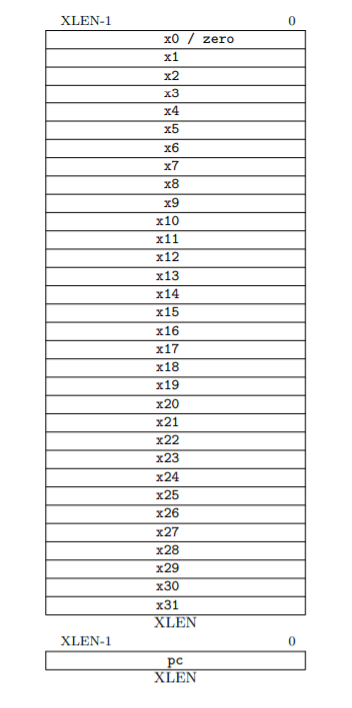 XLEN-1 0
x0 / zero
x1
x2
x3
x4
x5
x6
x7
x8
x9
x10
x11
x12
x13
x14
x15
x16
x17
x18
x19
x20
x21
x22
x23
x24
x25
x26
x27
x28
x29
x30
x31
XLEN
XLEN-1 0
pc
XLEN